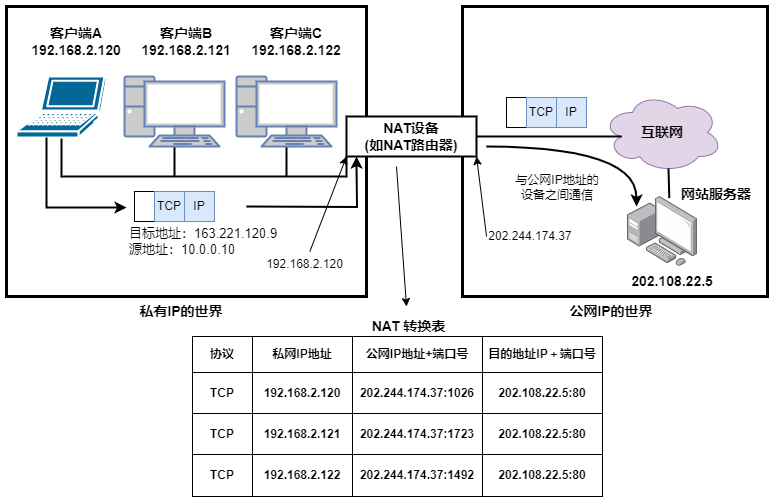 客户端A
192.168.2.120
客户端B
192.168.2.121
客户端C
192.168.2.122
TCP IP
目标地址：163.221.120.9
源地址：10.0.0.10
192.168.2.120
私有IP的世界
NAT设备
(如NAT路由器)
TCP IP
互联网
与公网IP地址的
设备之间通信
网站服务器
202.244.174.37
202.108.22.5
公网IP的世界
NAT 转换表
协议 私网IP地址 公网IP地址+端口号 目的地址IP + 端口号
TCP 192.168.2.120 202.244.174.37:1026 202.108.22.5:80
TCP 192.168.2.121 202.244.174.37:1723 202.108.22.5:80
TCP 192.168.2.122 202.244.174.37:1492 202.108.22.5:80